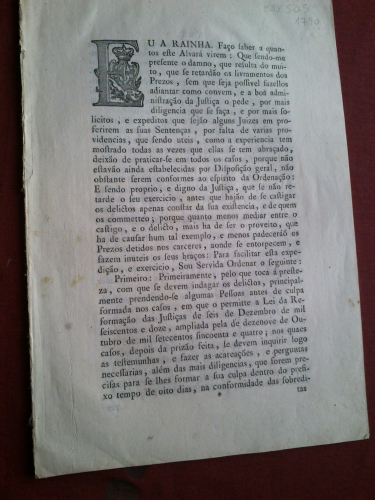 1790
EU A RAINHA. Faço saber a quan-
tos este Alvará virem: Que sendo-me
presente o damno, que resulta do mui-
to, que se retardão os livramentos dos
Prezos, sem que seja possivel fazellos
adiantar como convem, e a boa admi-
nistração da Justiça o pede, por mais
diligencia que se faça, e por mais so-
licitos, e expeditos que sejão alguns Juizes em pro-
ferirem as suas Sentenças, por falta de varias pro-
videncias, que sendo uteis, como a experiencia tem
mostrado todas as vezes que ellas se tem abraçado,
deixão de praticar-se em todos os casos, porque não
estavão ainda estabelecidas por Disposição geral, não
obstante serem conformes ao espirito da Ordenação:
E sendo proprio, e digno da Justiça, que se não re-
tarde o seu exercicio, antes que hajão de se castigar
os delictos apenas constar da sua existencia, e de quem
os commetteo; porque quanto menos mediar entre o
castigo, e o delicto, mais ha de ser o proveito, que
ha de causar hum tal exemplo, e menos padecerão os
Prezos detidos nos carceres, aonde se entorpecem, e
fazem inuteis os seus braços: Para facilitar esta expe-
dição, e exercicio, Sou Servida Ordenar o seguinte:
Primeiro: Primeiramente, pelo que toca á preste-
za, com que se devem indagar os delictos, principal-
mente prendendo-se algumas Pessoas antes de culpa
formada nos casos, em que o permitte a Lei da Re-
formação das Justiças de seis de Dezembro de mil
seiscentos e doze, ampliada pela de dezenove de Ou-
tubro de mil setecentos sincoenta e quatro; nos quaes
casos, depois da prizão feita, se devem inquirir logo
as testemunhas, e fazer as acareações, e perguntas
necessarias, além das mais diligencias, que forem pre-
cisas para se lhes formar a sua culpa dentro do prefi-
xo tempo de oito dias, na conformidade das sobredi-
tas